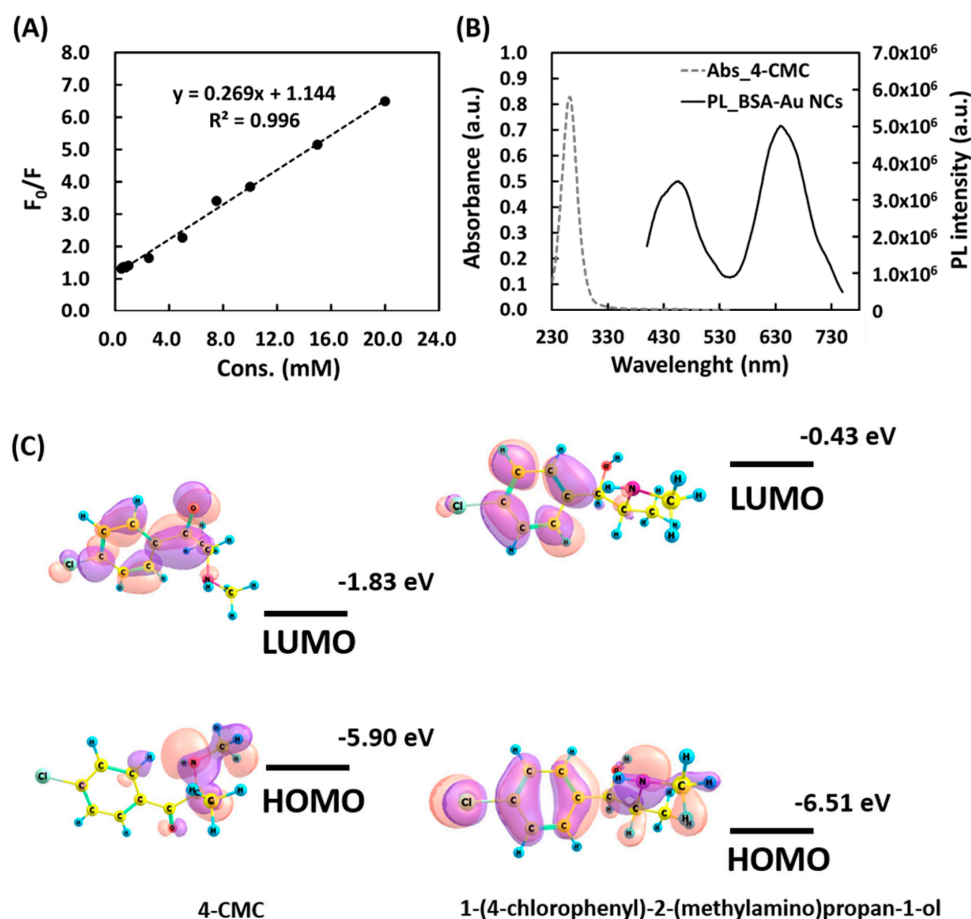 (A)
8.0
7.0
6.0
5.0
4.0
3.0
2.0
1.0
0.0
F₀/F
y = 0.269x + 1.144
R² = 0.996
0.0 4.0 8.0 12.0 16.0 20.0 24.0
Cons. (mM)
(B)
1.0
0.9
0.8
0.7
0.6
0.5
0.4
0.3
0.2
0.1
0.0
Absorbance (a.u.)
Abs_4-CMC
PL_BSA-Au NCs
7.0x10⁶
6.0x10⁶
5.0x10⁶
4.0x10⁶
3.0x10⁶
2.0x10⁶
1.0x10⁶
0
PL intensity (a.u.)
230 330 430 530 630 730
Wavelenght (nm)
(C)
-1.83 eV
LUMO
-0.43 eV
LUMO
-5.90 eV
HOMO
-6.51 eV
HOMO
4-CMC
1-(4-chlorophenyl)-2-(methylamino)propan-1-ol